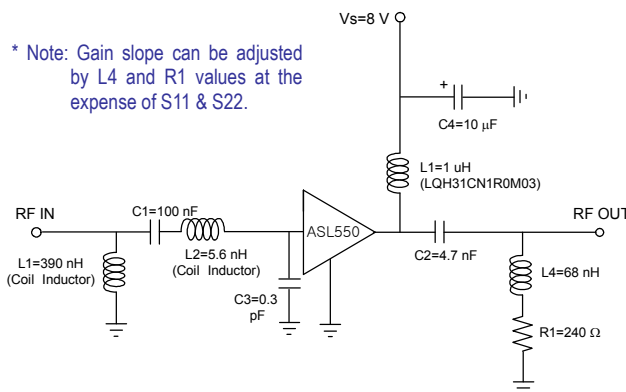 Vs=8 V
* Note: Gain slope can be adjusted
by L4 and R1 values at the
expense of S11 & S22.
+
C4=10 µF
L1=1 uH
(LQH31CN1R0M03)
C1=100 nF
RF IN
ASL550
RF OUT
L2=5.6 nH
(Coil Inductor)
C2=4.7 nF
L1=390 nH
(Coil Inductor)
L4=68 nH
C3=0.3
pF
R1=240 Ω